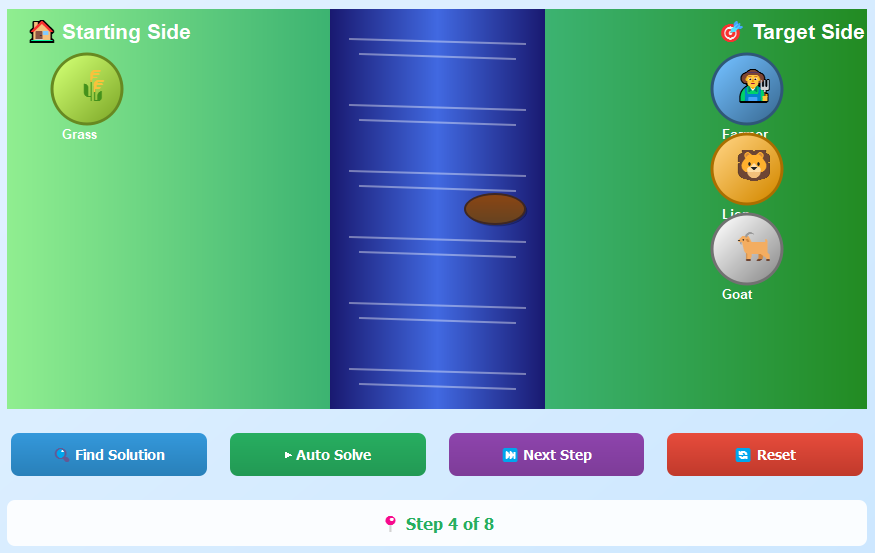 Starting Side
Target Side
Grass
Farmer
Lion
Goat
Find Solution
Auto Solve
Next Step
Reset
Step 4 of 8